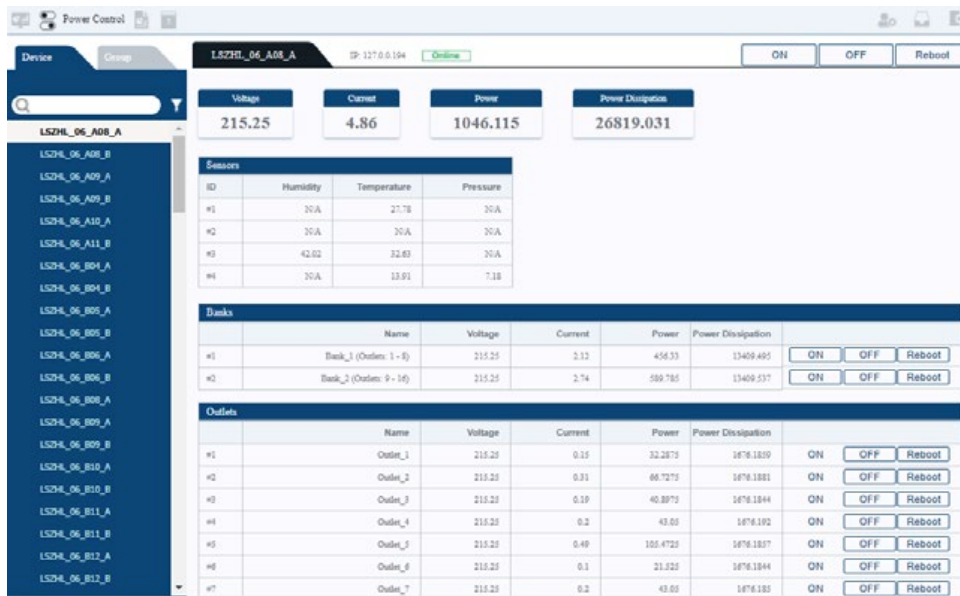 Power Control
Device Group LSZHL_06_A08_A IP: 127.0.0.194 Online ON OFF Reboot
Voltage Current Power Power Dissipation
215.25 4.86 1046.115 26819.031
LSZHL_06_A08_A
LSZHL_06_A08_B
LSZHL_06_A09_A
LSZHL_06_A09_B
LSZHL_06_A10_A
LSZHL_06_A11_B
LSZHL_06_B04_A
LSZHL_06_B04_B
LSZHL_06_B05_A
LSZHL_06_B05_B
LSZHL_06_B06_A
LSZHL_06_B06_B
LSZHL_06_B08_A
LSZHL_06_B09_A
LSZHL_06_B09_B
LSZHL_06_B10_A
LSZHL_06_B10_B
LSZHL_06_B11_A
LSZHL_06_B11_B
LSZHL_06_B12_A
LSZHL_06_B12_B
Sensors
ID Humidity Temperature Pressure
#1 N/A 27.78 N/A
#2 N/A N/A N/A
#3 42.02 32.63 N/A
#4 N/A 13.91 7.18
Banks
Name Voltage Current Power Power Dissipation
#1 Bank_1 (Outlets: 1 - 8) 215.25 2.12 456.33 13409.495 ON OFF Reboot
#2 Bank_2 (Outlets: 9 - 16) 215.25 2.74 589.785 13409.537 ON OFF Reboot
Outlets
Name Voltage Current Power Power Dissipation
#1 Outlet_1 215.25 0.15 32.2875 1676.1859 ON OFF Reboot
#2 Outlet_2 215.25 0.31 66.7275 1676.1881 ON OFF Reboot
#3 Outlet_3 215.25 0.19 40.8975 1676.1844 ON OFF Reboot
#4 Outlet_4 215.25 0.2 43.05 1676.192 ON OFF Reboot
#5 Outlet_5 215.25 0.49 105.4725 1676.1857 ON OFF Reboot
#6 Outlet_6 215.25 0.1 21.525 1676.1844 ON OFF Reboot
#7 Outlet_7 215.25 0.2 43.05 1676.185 ON OFF Reboot